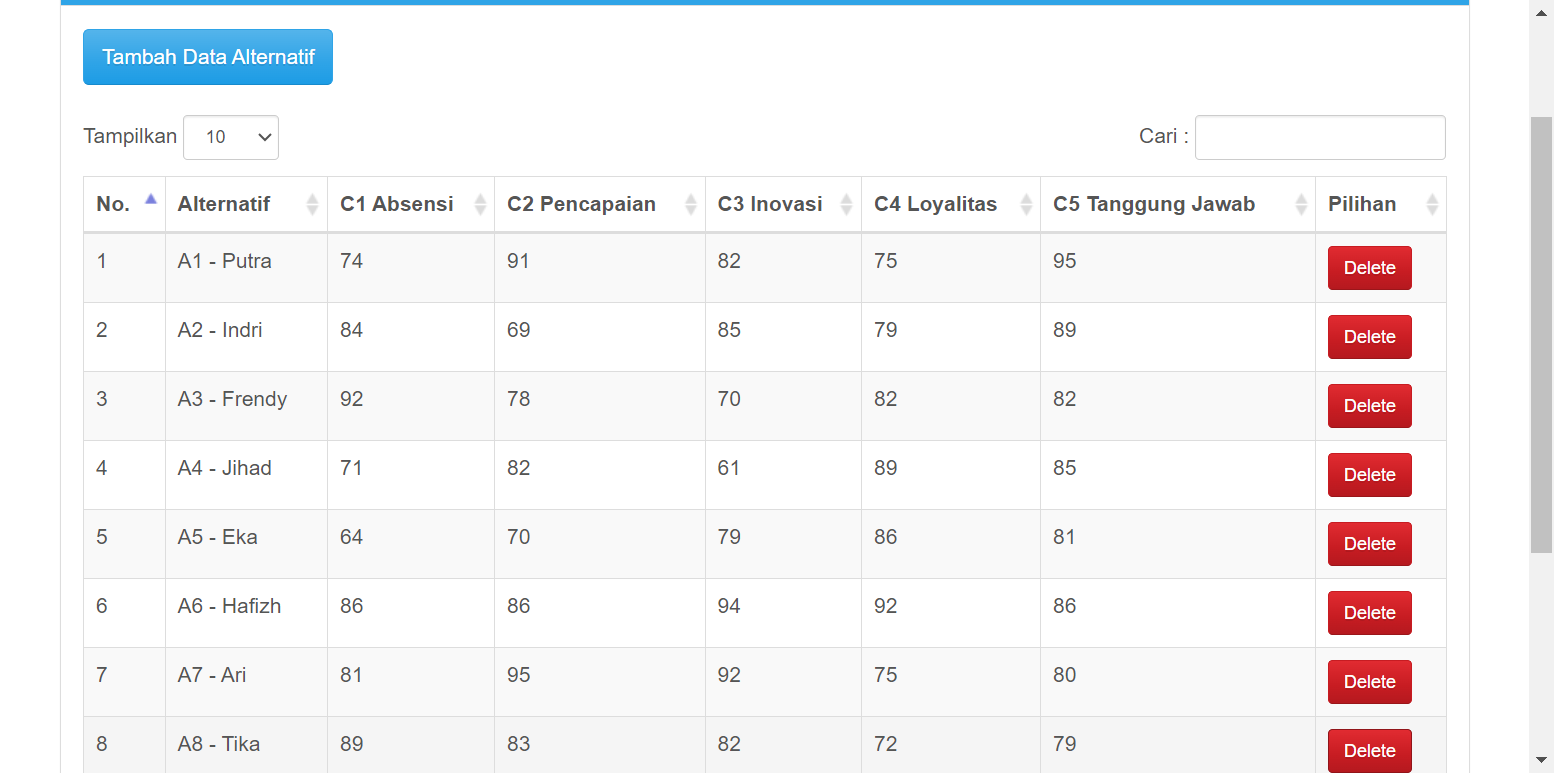 Tambah Data Alternatif
Tampilkan 10 Cari :
No. Alternatif C1 Absensi C2 Pencapaian C3 Inovasi C4 Loyalitas C5 Tanggung Jawab Pilihan
1 A1 - Putra 74 91 82 75 95 Delete
2 A2 - Indri 84 69 85 79 89 Delete
3 A3 - Frendy 92 78 70 82 82 Delete
4 A4 - Jihad 71 82 61 89 85 Delete
5 A5 - Eka 64 70 79 86 81 Delete
6 A6 - Hafizh 86 86 94 92 86 Delete
7 A7 - Ari 81 95 92 75 80 Delete
8 A8 - Tika 89 83 82 72 79 Delete